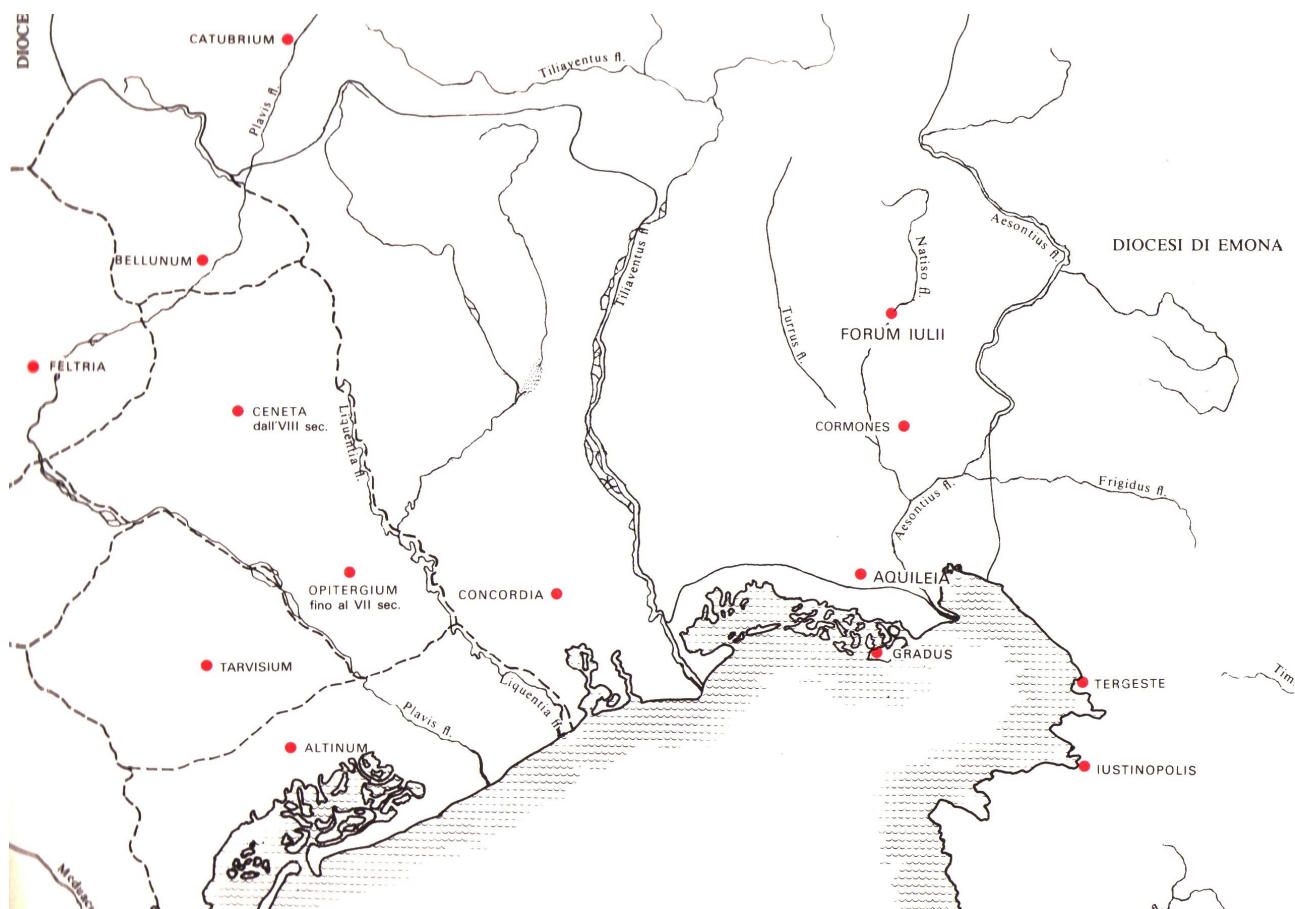 DIOCE
CATUBRIUM
Tiliaventus fl.
Plavis fl.
Aesontius fl.
DIOCESI DI EMONA
BELLUNUM
Tiliaventus fl.
Natiso fl.
Turrus fl.
FORUM IULII
FELTRIA
CENETA
dall'VIII sec.
Liquentia fl.
CORMONES
Frigidus fl.
Aesontius fl.
OPITERGIUM
fino al VII sec.
CONCORDIA
AQUILEIA
GRADUS
TARVISIUM
Liquentia fl.
TERGESTE
Tim.
Plavis fl.
ALTINUM
IUSTINOPOLIS
Meduac